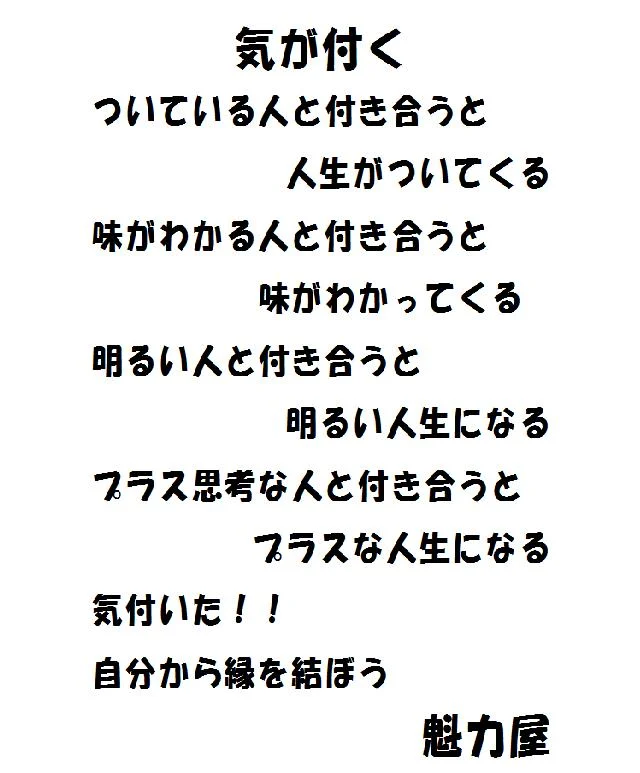 気が付く
ついている人と付き合うと
人生がついてくる
味がわかる人と付き合うと
味がわかってくる
明るい人と付き合うと
明るい人生になる
プラス思考な人と付き合うと
プラスな人生になる
気付いた！！
自分から縁を結ぼう
魁力屋